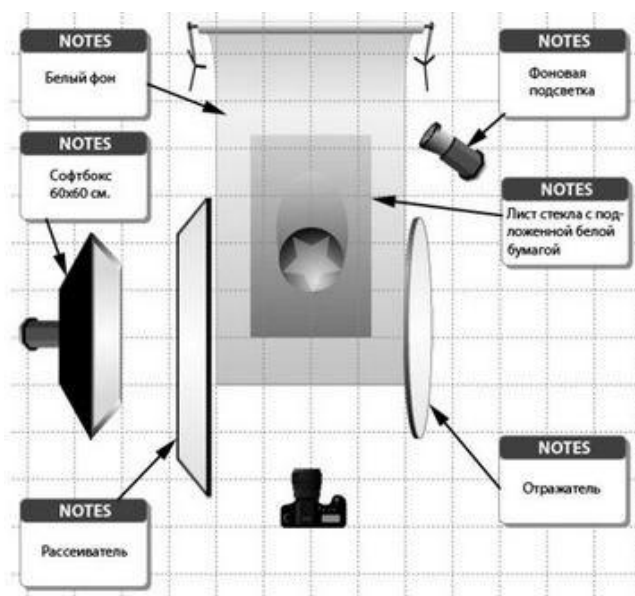 NOTES
Белый фон
NOTES
Фоновая
подсветка
NOTES
Софтбокс
60x60 см.
NOTES
Лист стекла с под-
ложенной белой
бумагой
NOTES
Отражатель
NOTES
Рассеиватель